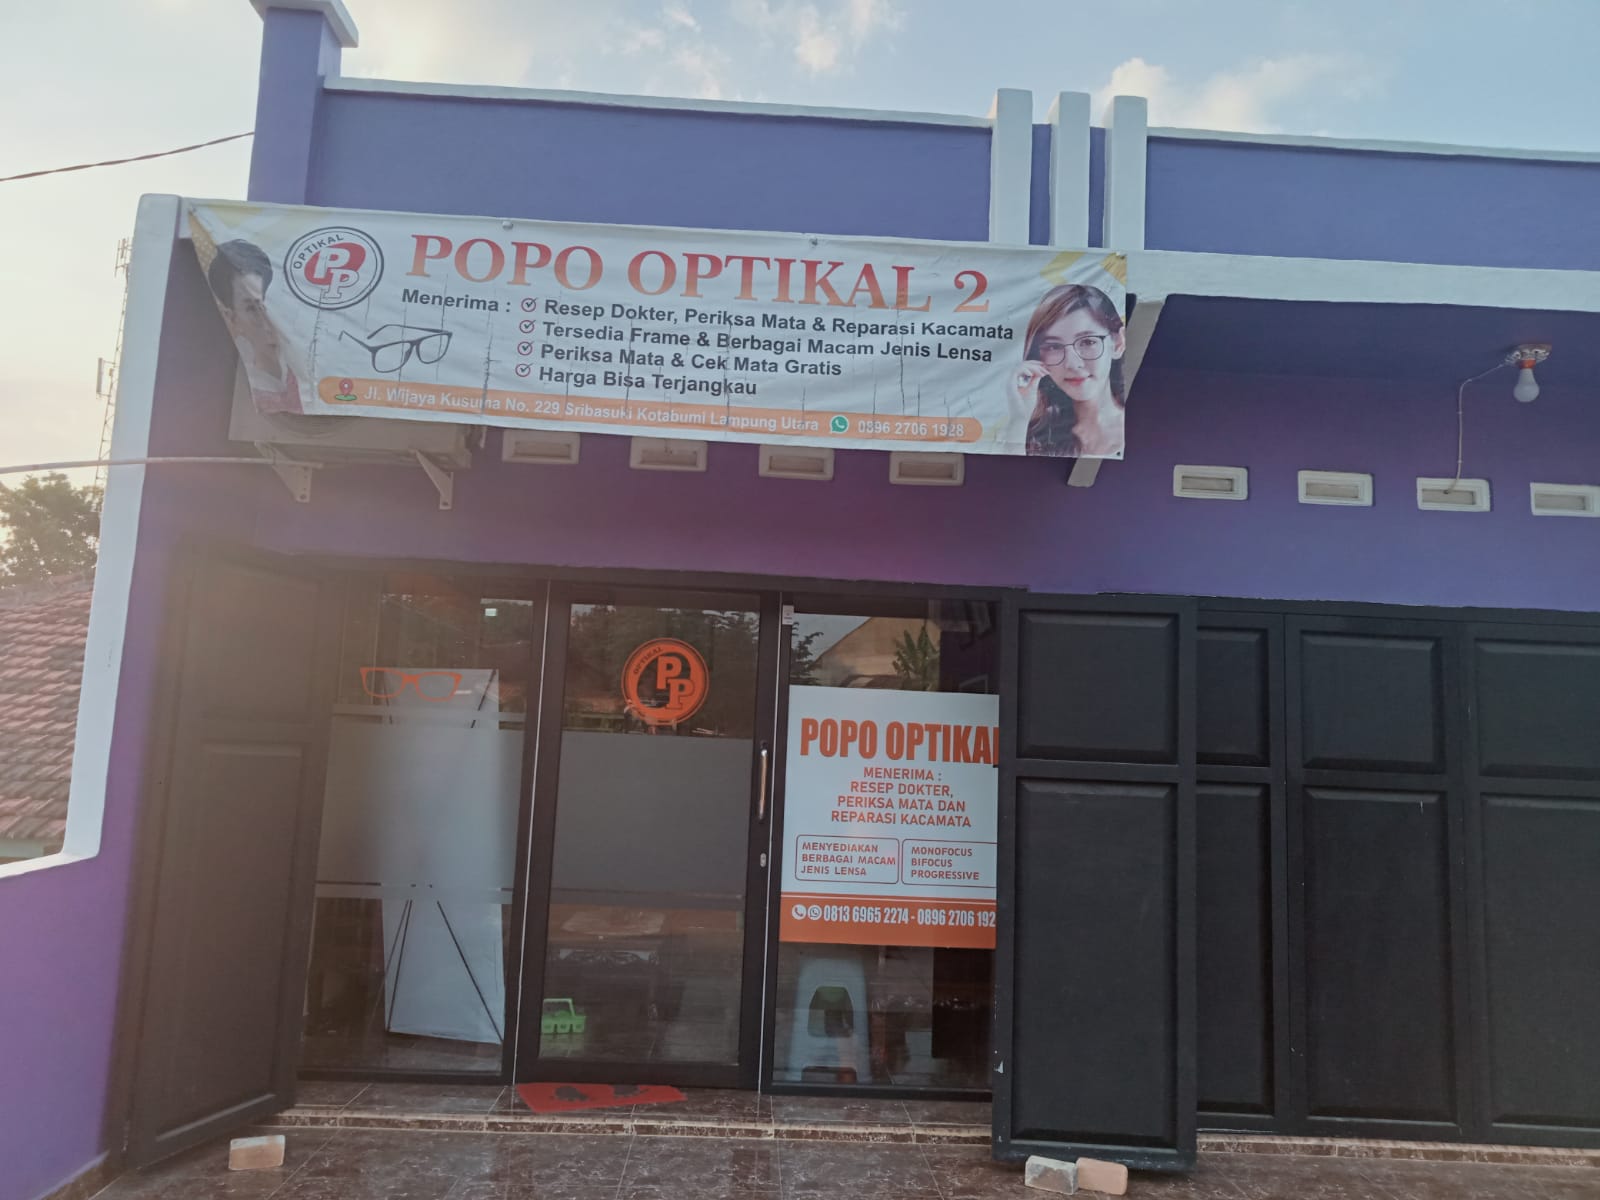 OPTIKAL
PP
POPO OPTIKAL 2
Menerima :
Resep Dokter, Periksa Mata & Reparasi Kacamata
Tersedia Frame & Berbagai Macam Jenis Lensa
Periksa Mata & Cek Mata Gratis
Harga Bisa Terjangkau
Jl. Wijaya Kusuma No. 229 Sribasuki Kotabumi Lampung Utara 0896 2706 1928
OPTIKAL
PP
POPO OPTIKAL
MENERIMA :
RESEP DOKTER,
PERIKSA MATA DAN
REPARASI KACAMATA
MENYEDIAKAN
BERBAGAI MACAM
JENIS LENSA
MONOFOCUS
BIFOCUS
PROGRESSIVE
0813 6965 2274 - 0896 2706 192